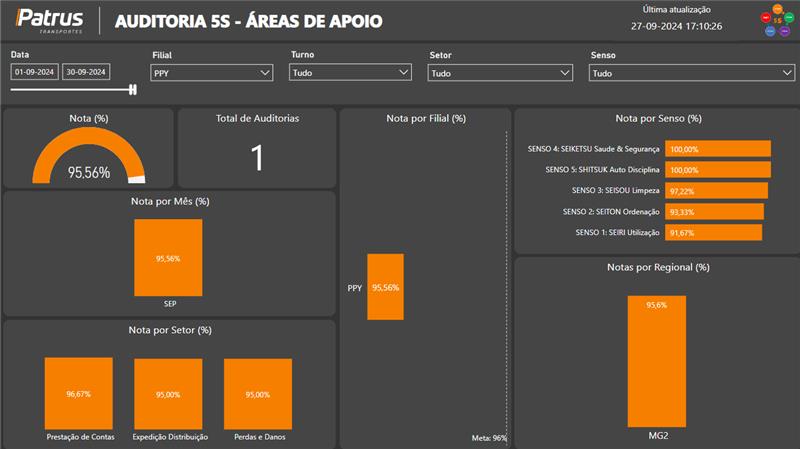 Patrus
TRANSPORTES
AUDITORIA 5S - ÁREAS DE APOIO
Última atualização
27-09-2024 17:10:26
5S
Data
01-09-2024 30-09-2024
Filial
PPY
Turno
Tudo
Setor
Tudo
Senso
Tudo
Nota (%)
95,56%
Total de Auditorias
1
Nota por Mês (%)
95,56%
SEP
Nota por Setor (%)
96,67%
95,00%
95,00%
Prestação de Contas
Expedição Distribuição
Perdas e Danos
Nota por Filial (%)
PPY
95,56%
Meta: 96%
Nota por Senso (%)
SENSO 4: SEIKETSU Saude & Segurança 100,00%
SENSO 5: SHITSUK Auto Disciplina 100,00%
SENSO 3: SEISOU Limpeza 97,22%
SENSO 2: SEITON Ordenação 93,33%
SENSO 1: SEIRI Utilização 91,67%
Notas por Regional (%)
95,6%
MG2